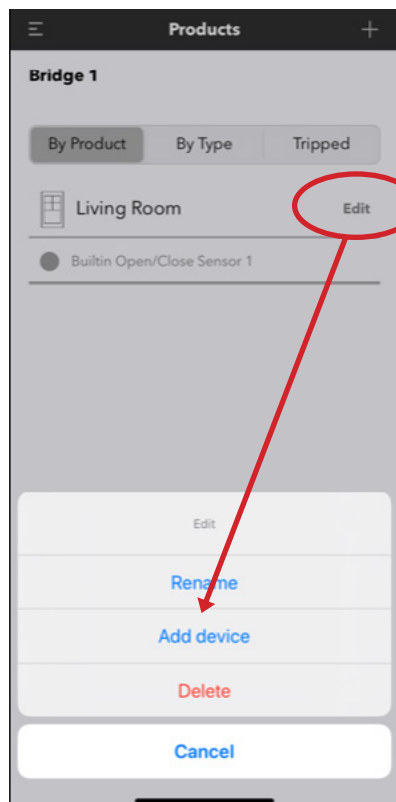 Products
Bridge 1
By Product By Type Tripped
Living Room Edit
Builtin Open/Close Sensor 1
Edit
Rename
Add device
Delete
Cancel